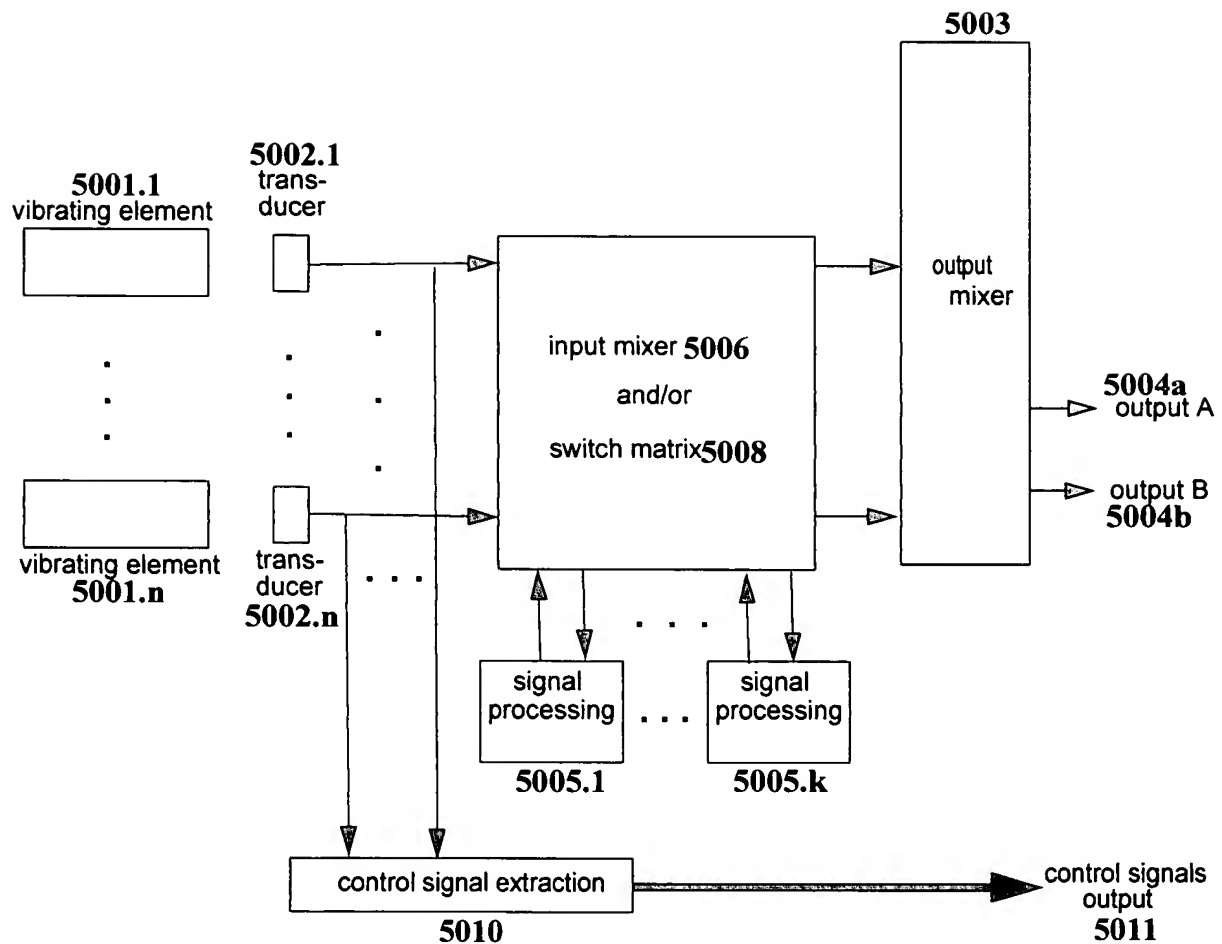 5003
5002.1
trans-
ducer
5001.1
vibrating element
output
mixer
input mixer 5006
and/or
switch matrix 5008
5004a
output A
output B
5004b
vibrating element
5001.n
trans-
ducer
5002.n
signal
processing
5005.1
signal
processing
5005.k
control signal extraction
5010
control signals
output
5011